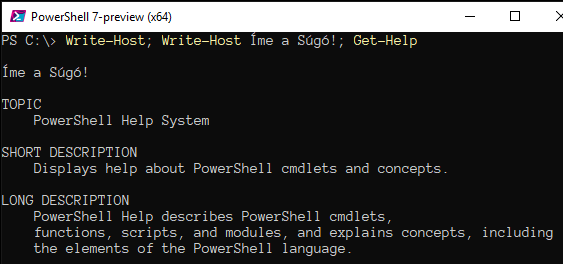 PowerShell 7-preview (x64)
PS C:\> Write-Host; Write-Host Íme a Súgó!; Get-Help
Íme a Súgó!
TOPIC
PowerShell Help System
SHORT DESCRIPTION
Displays help about PowerShell cmdlets and concepts.
LONG DESCRIPTION
PowerShell Help describes PowerShell cmdlets,
functions, scripts, and modules, and explains concepts, including
the elements of the PowerShell language.